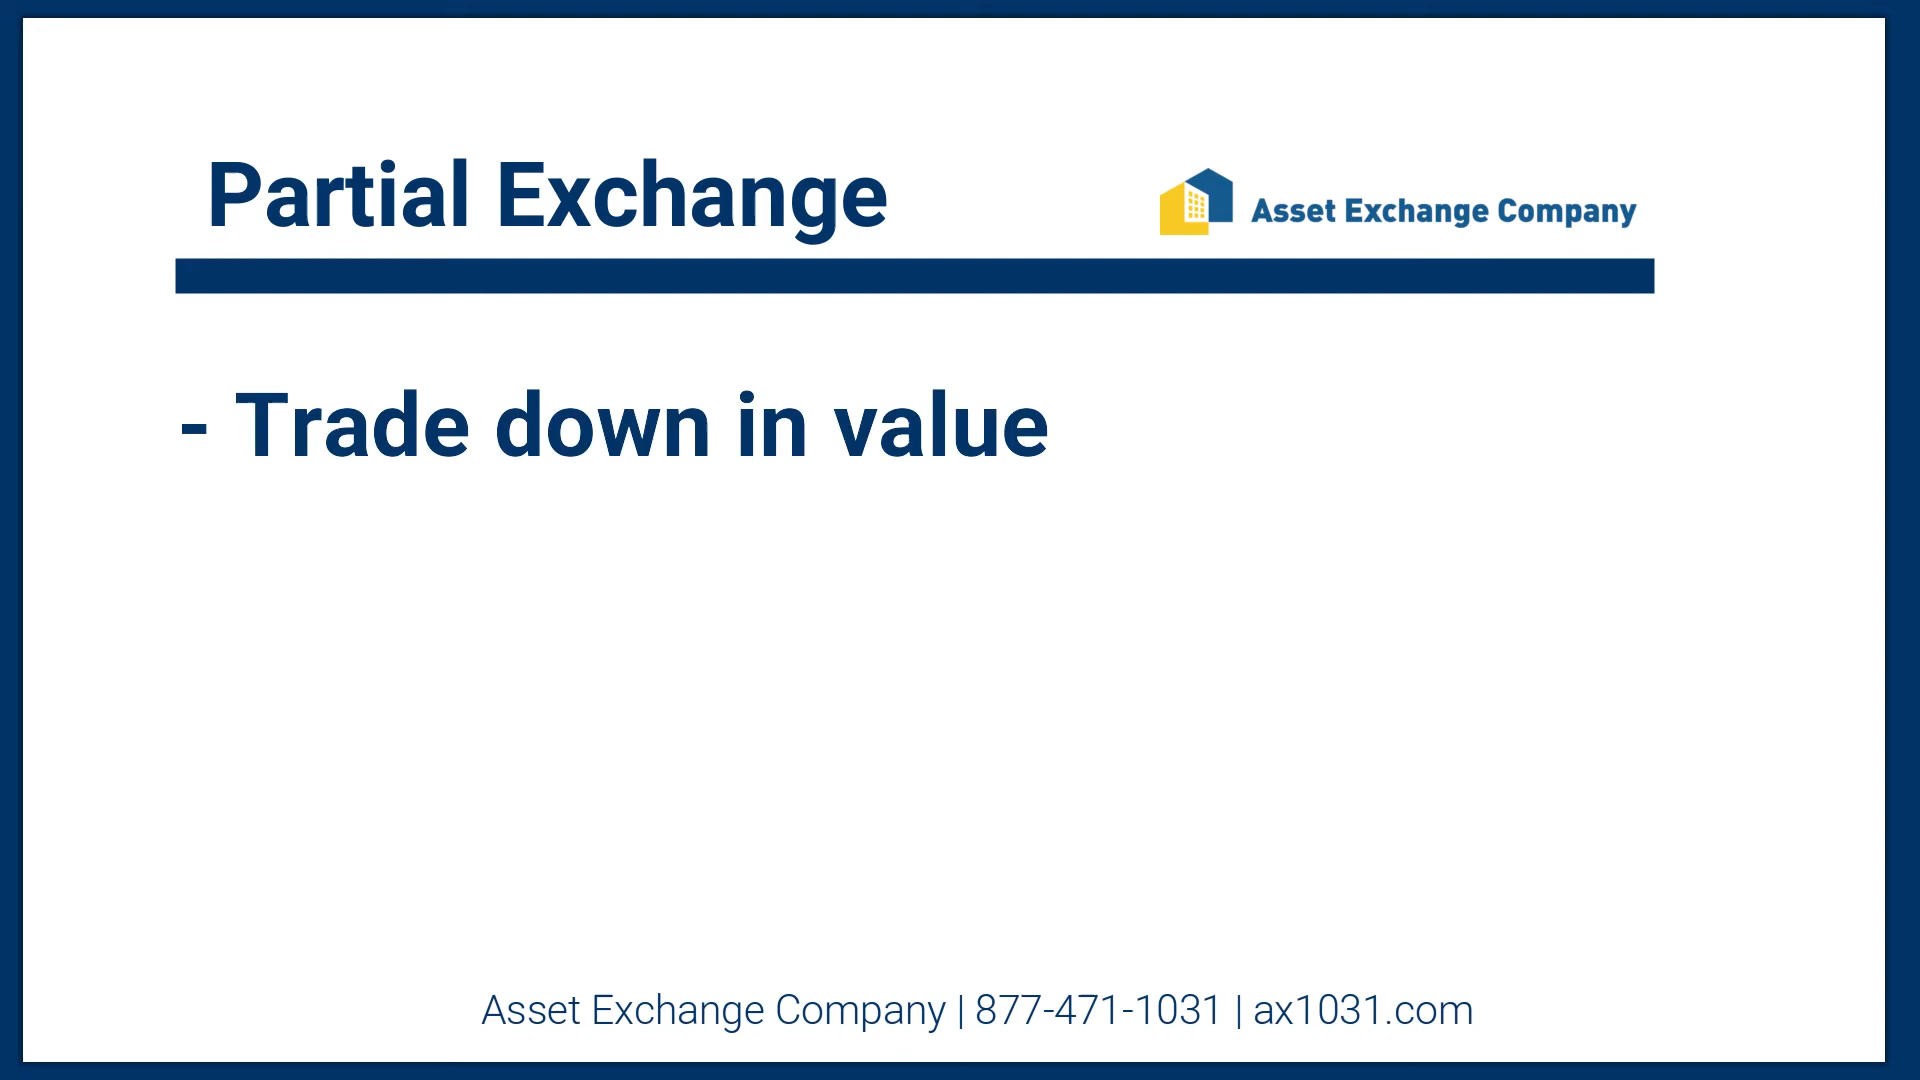 Partial Exchange
Asset Exchange Company
- Trade down in value
Asset Exchange Company | 877-471-1031 | ax1031.com